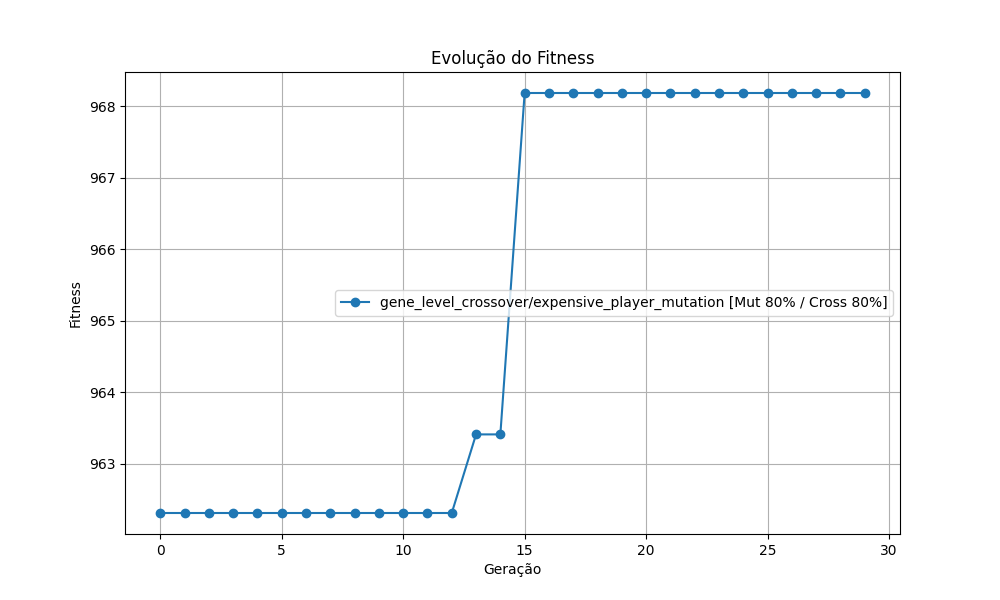 Evolução do Fitness
Fitness
968
967
966
965
964
963
gene_level_crossover/expensive_player_mutation [Mut 80% / Cross 80%]
0 5 10 15 20 25 30
Geração